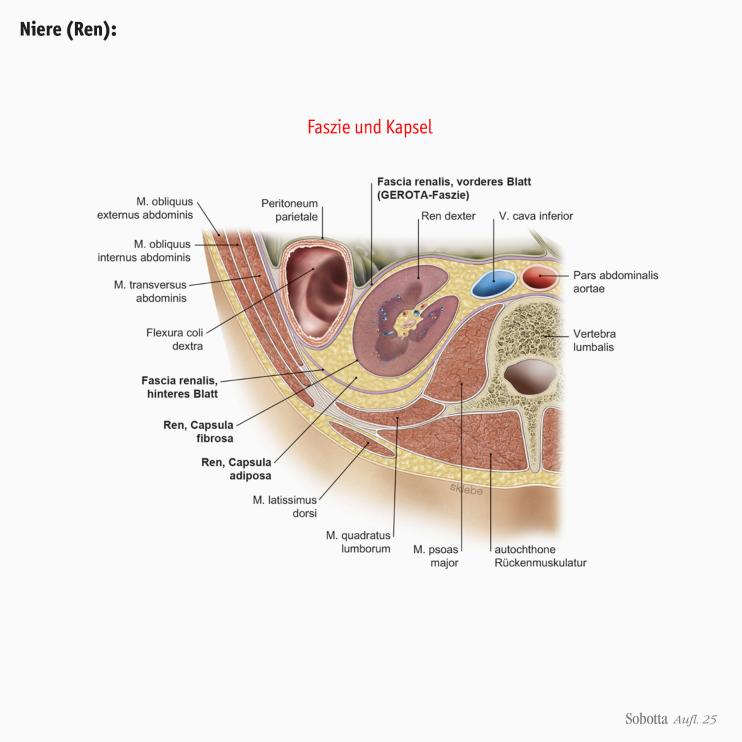 Niere (Ren):
Faszie und Kapsel
Fascia renalis, vorderes Blatt
(GEROTA-Faszie)
M. obliquus
externus abdominis
Peritoneum
parietale
Ren dexter
V. cava inferior
M. obliquus
internus abdominis
M. transversus
abdominis
Pars abdominalis
aortae
Flexura coli
dextra
Vertebra
lumbalis
Fascia renalis,
hinteres Blatt
Ren, Capsula
fibrosa
Ren, Capsula
adiposa
M. latissimus
dorsi
M. quadratus
lumborum
M. psoas
major
autochthone
Rückenmuskulatur
sklebe
Sobotta Aufl. 25